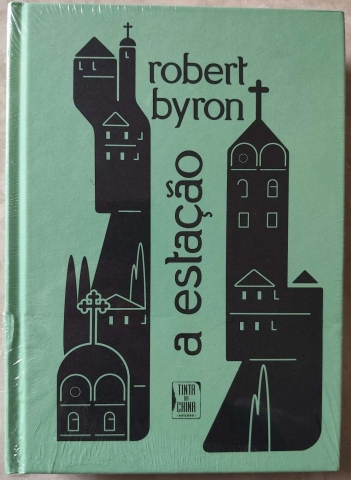 robert
byron
a estação
TINTA
DA
CHINA